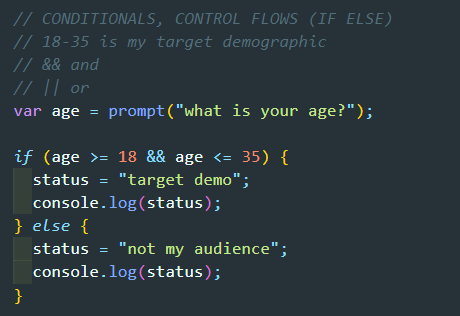 // CONDITIONALS, CONTROL FLOWS (IF ELSE)
// 18-35 is my target demographic
// && and
// || or
var age = prompt("what is your age?");
if (age >= 18 && age <= 35) {
status = "target demo";
console.log(status);
} else {
status = "not my audience";
console.log(status);
}